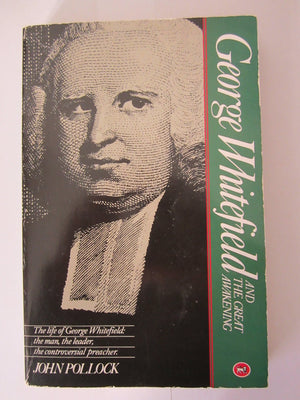 George Whitefield
AND
THE GREAT
AWAKENING
The life of George Whitefield:
the man, the leader,
the controversial preacher.
JOHN POLLOCK